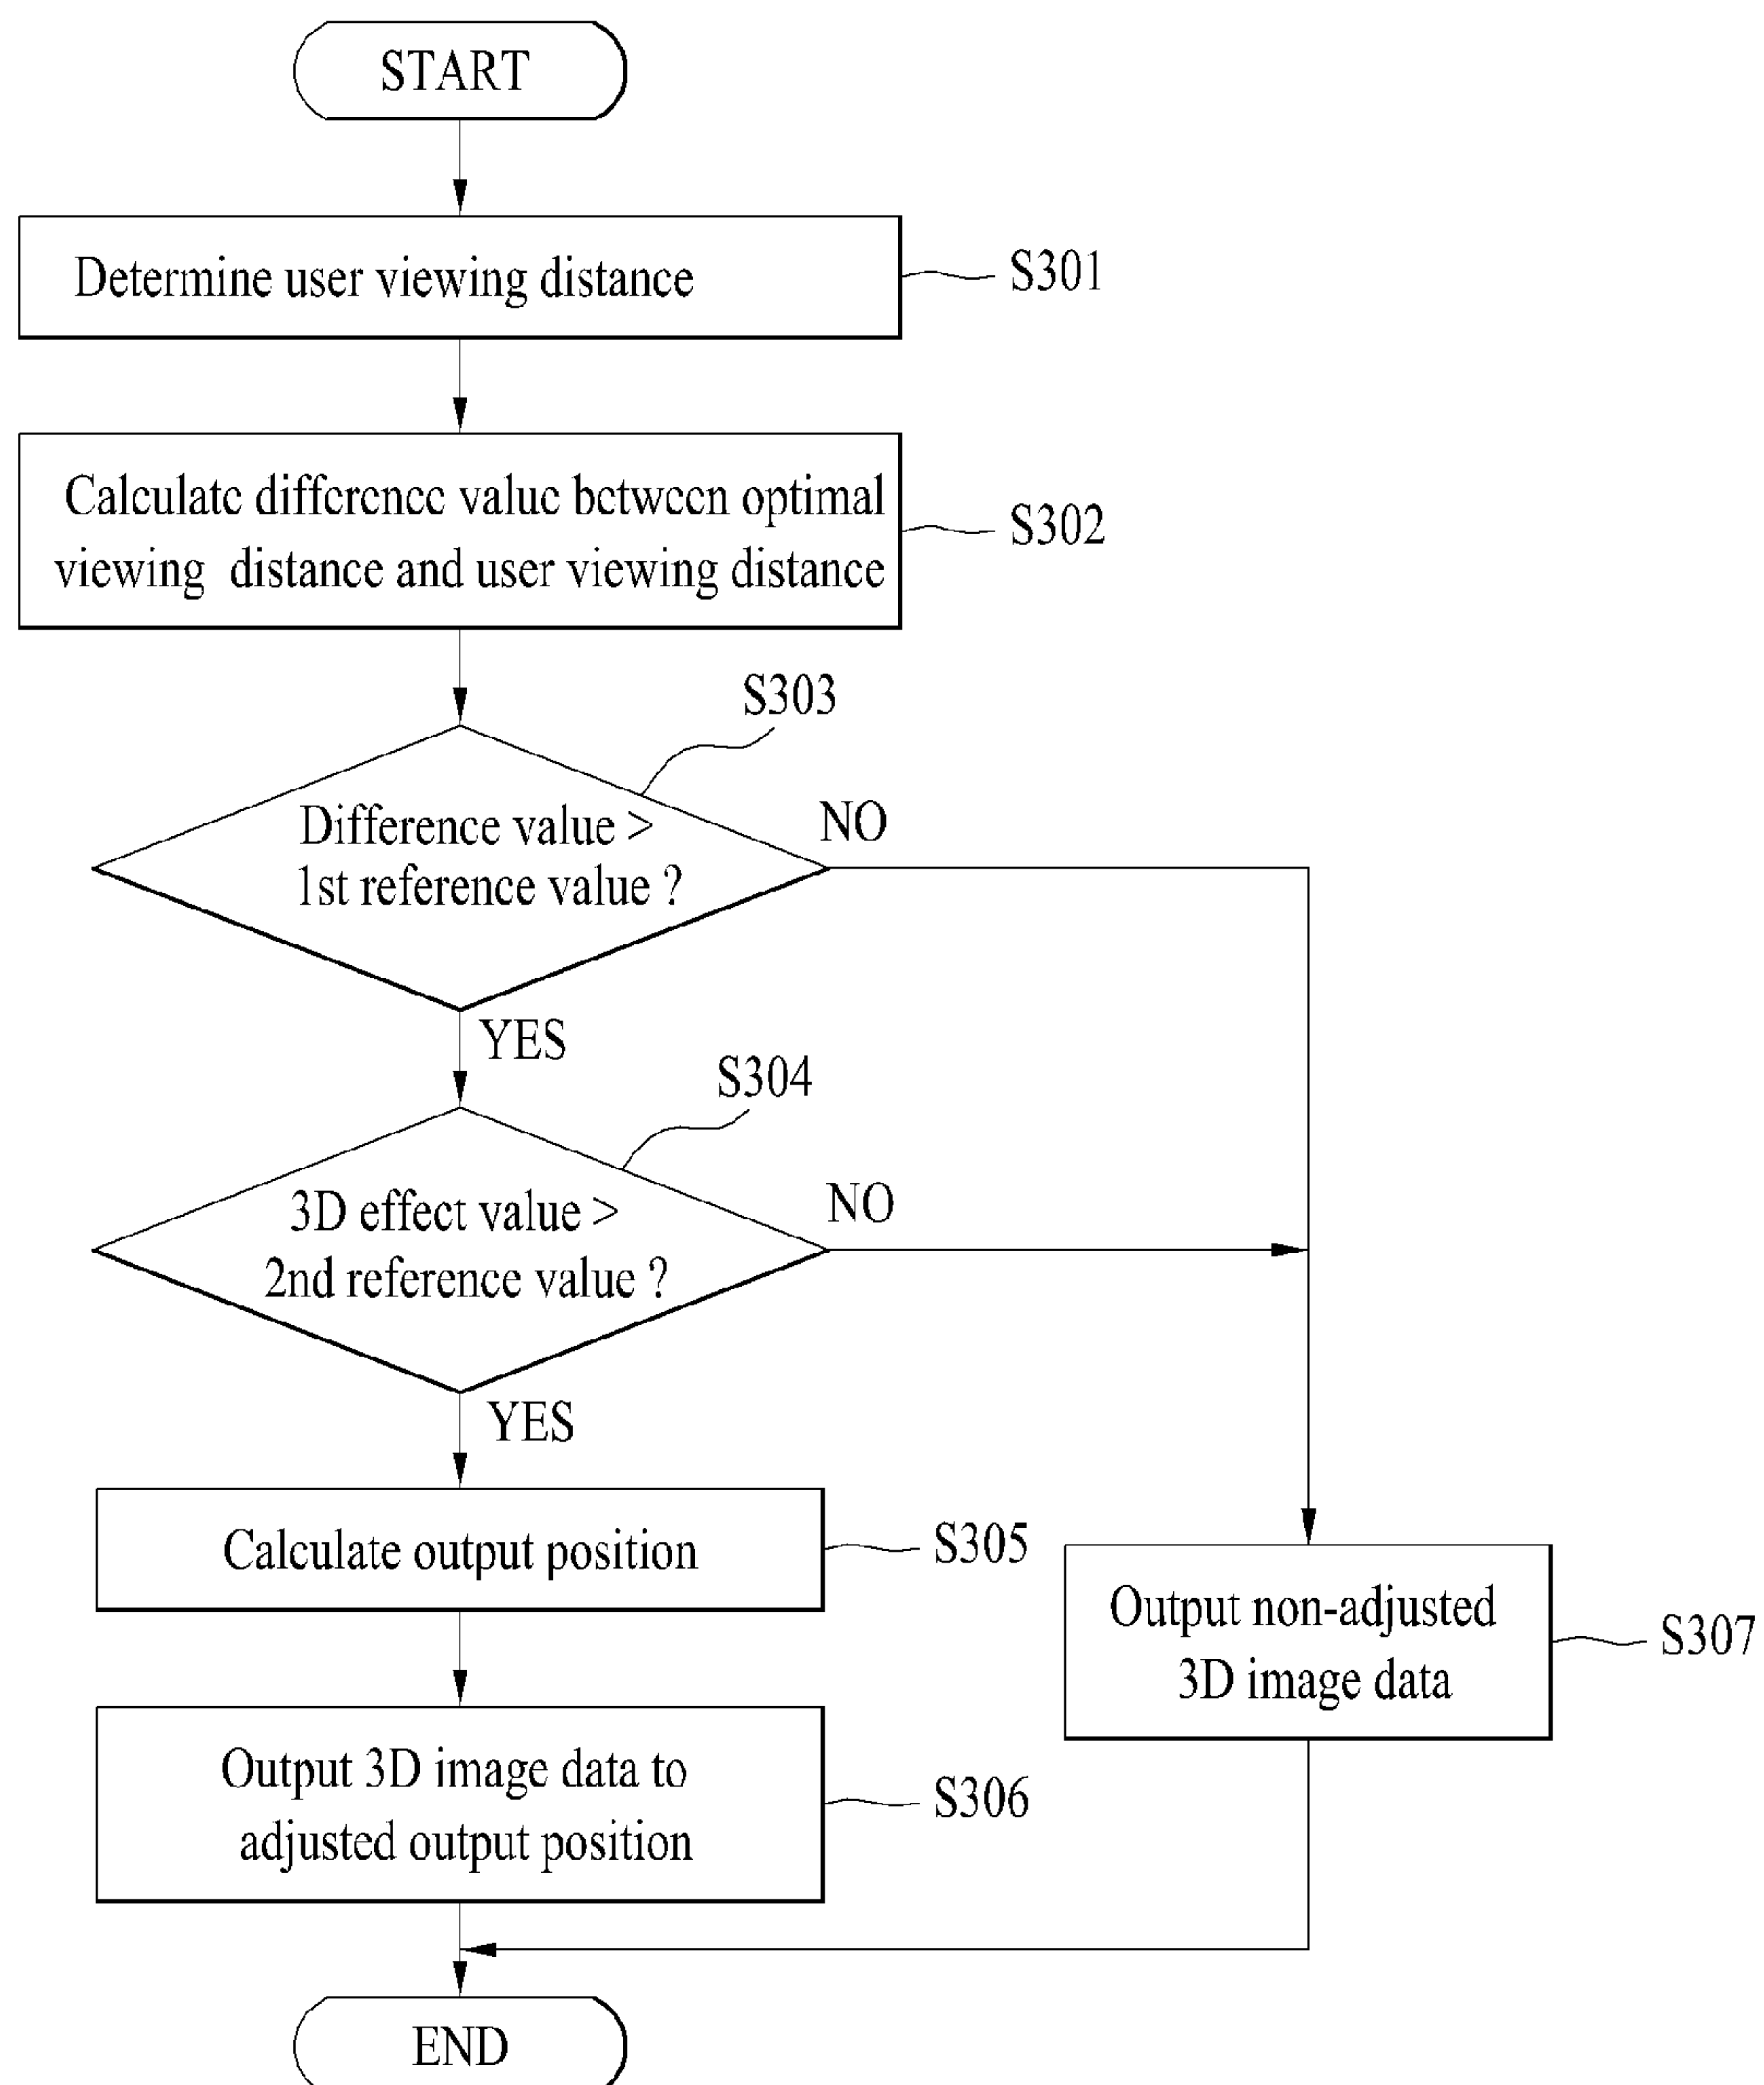 START
Determine user viewing distance
S301
Calculate difference value between optimal
viewing distance and user viewing distance
S302
S303
Difference value >
1st reference value ?
NO
YES
S304
3D effect value >
2nd reference value ?
NO
YES
Calculate output position
S305
Output non-adjusted
3D image data
S307
Output 3D image data to
adjusted output position
S306
END